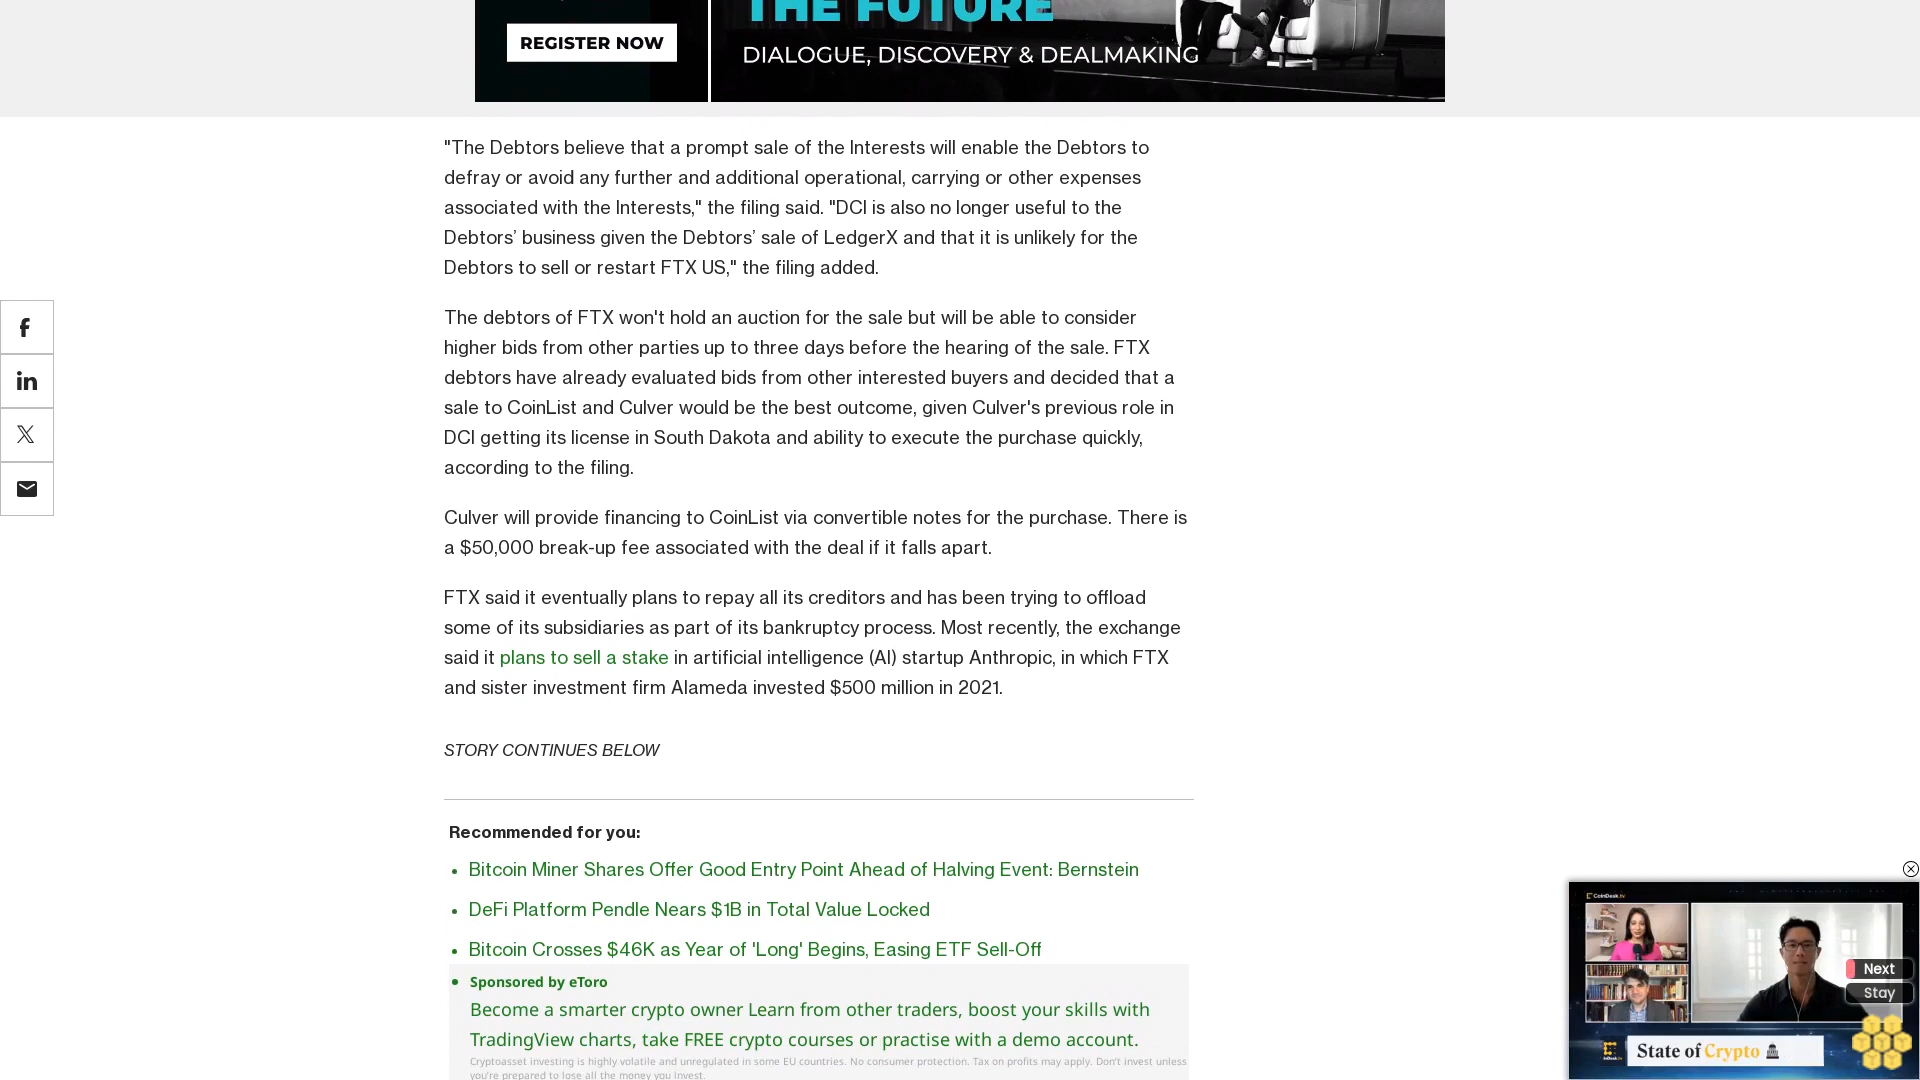 THE FUTURE
REGISTER NOW
DIALOGUE, DISCOVERY & DEALMAKING
"The Debtors believe that a prompt sale of the Interests will enable the Debtors to
defray or avoid any further and additional operational, carrying or other expenses
associated with the Interests," the filing said. "DCI is also no longer useful to the
Debtors’ business given the Debtors’ sale of LedgerX and that it is unlikely for the
Debtors to sell or restart FTX US," the filing added.
The debtors of FTX won't hold an auction for the sale but will be able to consider
higher bids from other parties up to three days before the hearing of the sale. FTX
debtors have already evaluated bids from other interested buyers and decided that a
sale to CoinList and Culver would be the best outcome, given Culver's previous role in
DCI getting its license in South Dakota and ability to execute the purchase quickly,
according to the filing.
Culver will provide financing to CoinList via convertible notes for the purchase. There is
a $50,000 break-up fee associated with the deal if it falls apart.
FTX said it eventually plans to repay all its creditors and has been trying to offload
some of its subsidiaries as part of its bankruptcy process. Most recently, the exchange
said it plans to sell a stake in artificial intelligence (AI) startup Anthropic, in which FTX
and sister investment firm Alameda invested $500 million in 2021.
STORY CONTINUES BELOW
Recommended for you:
• Bitcoin Miner Shares Offer Good Entry Point Ahead of Halving Event: Bernstein
• DeFi Platform Pendle Nears $1B in Total Value Locked
• Bitcoin Crosses $46K as Year of 'Long' Begins, Easing ETF Sell-Off
• Sponsored by eToro
Become a smarter crypto owner Learn from other traders, boost your skills with
TradingView charts, take FREE crypto courses or practise with a demo account.
Cryptoasset investing is highly volatile and unregulated in some EU countries. No consumer protection. Tax on profits may apply. Don’t invest unless
you’re prepared to lose all the money you invest.
CoinDesk.tv
Next
Stay
State of Crypto